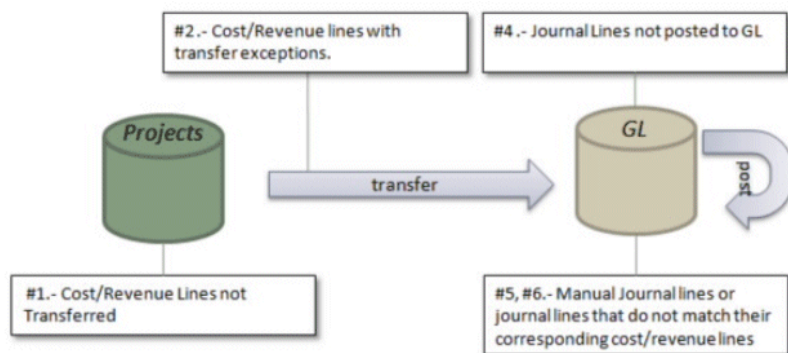 #2.- Cost/Revenue lines with
transfer exceptions.
#4.- Journal Lines not posted to GL
Projects
GL
transfer
post
#1.- Cost/Revenue Lines not
Transferred
#5, #6.- Manual Journal lines or
journal lines that do not match their
corresponding cost/revenue lines